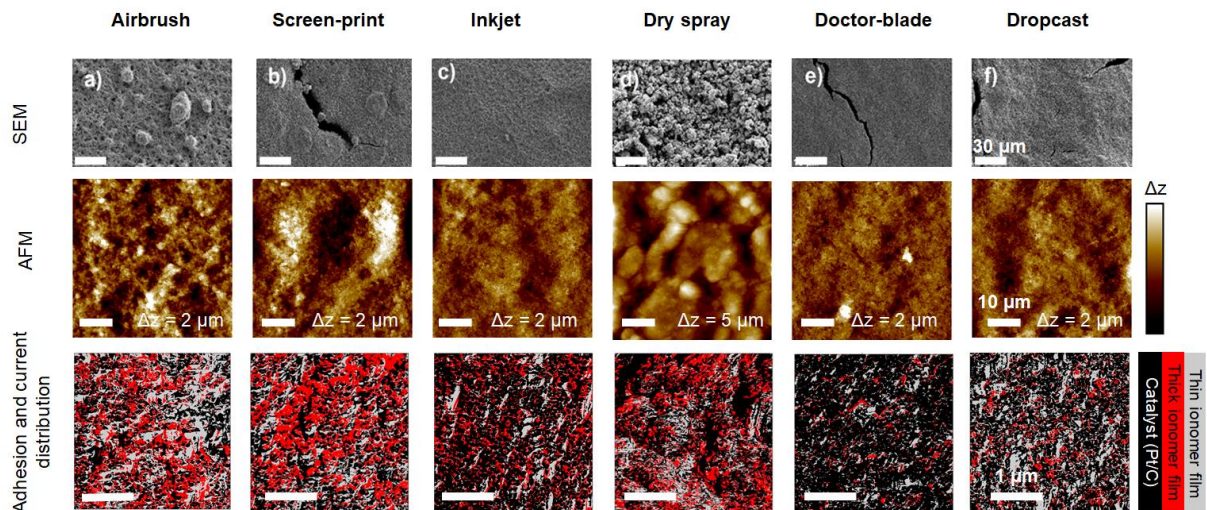 Airbrush Screen-print Inkjet Dry spray Doctor-blade Dropcast
SEM
a) b) c) d) e) f)
30 μm
AFM
Δz
10 μm
Δz = 2 μm Δz = 2 μm Δz = 2 μm Δz = 5 μm Δz = 2 μm Δz = 2 μm
Adhesion and current
distribution
1 μm
Thin ionomer film
Thick ionomer film
Catalyst (Pt/C)